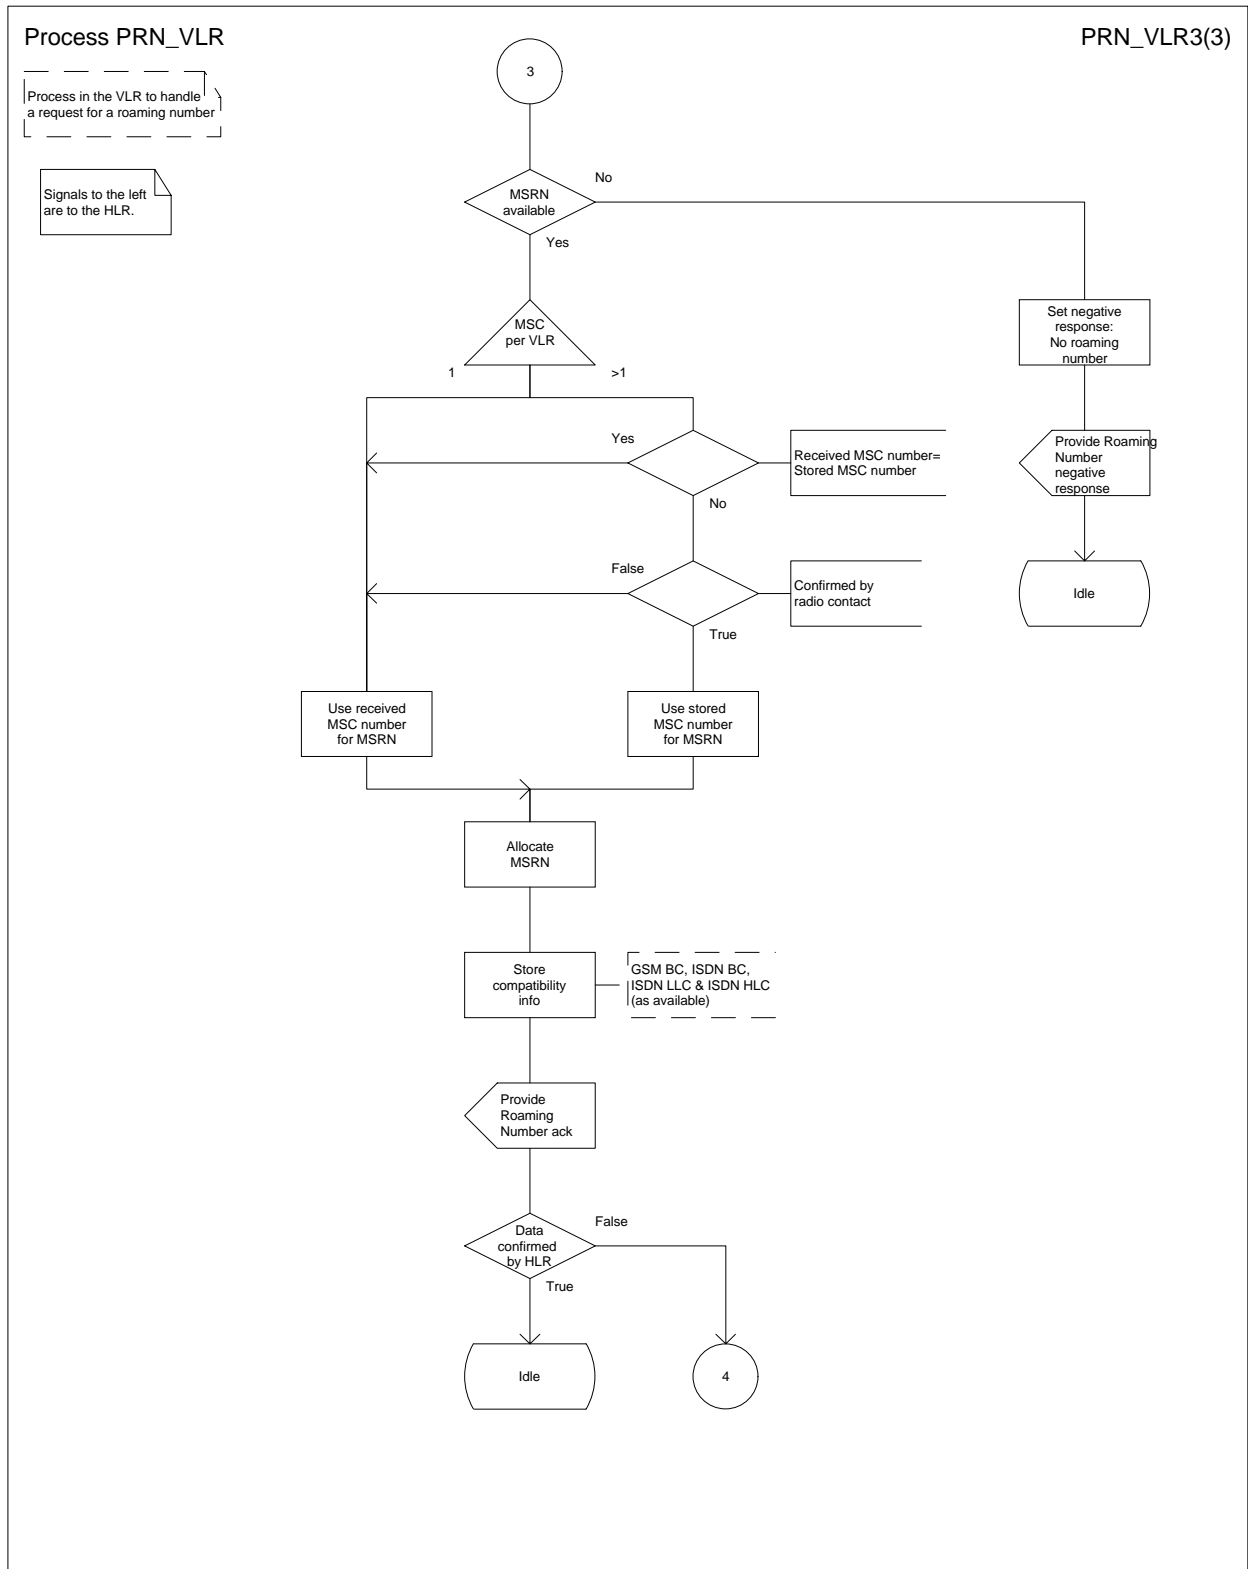 Process PRN_VLR
PRN_VLR3(3)
Process in the VLR to handle
a request for a roaming number
Signals to the left
are to the HLR.
3
MSRN
available
No
Yes
MSC
per VLR
1
>1
Set negative
response:
No roaming
number
Yes
Received MSC number=
Stored MSC number
No
Provide Roaming
Number
negative
response
False
Confirmed by
radio contact
True
Idle
Use received
MSC number
for MSRN
Use stored
MSC number
for MSRN
Allocate
MSRN
Store
compatibility
info
GSM BC, ISDN BC,
ISDN LLC & ISDN HLC
(as available)
Provide
Roaming
Number ack
Data
confirmed
by HLR
False
True
Idle
4